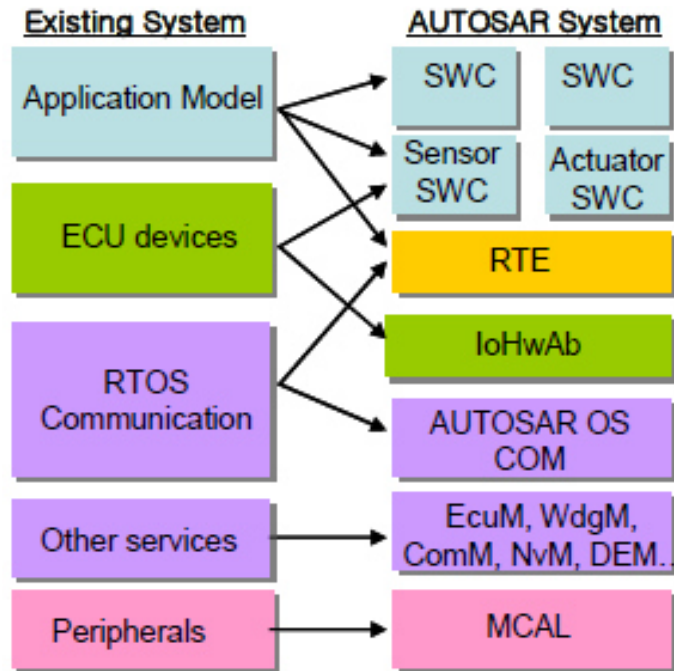 Existing System
AUTOSAR System
Application Model
SWC
SWC
Sensor
SWC
Actuator
SWC
ECU devices
RTE
IoHwAb
RTOS
Communication
AUTOSAR OS
COM
Other services
EcuM, WdgM,
ComM, NvM, DEM..
Peripherals
MCAL